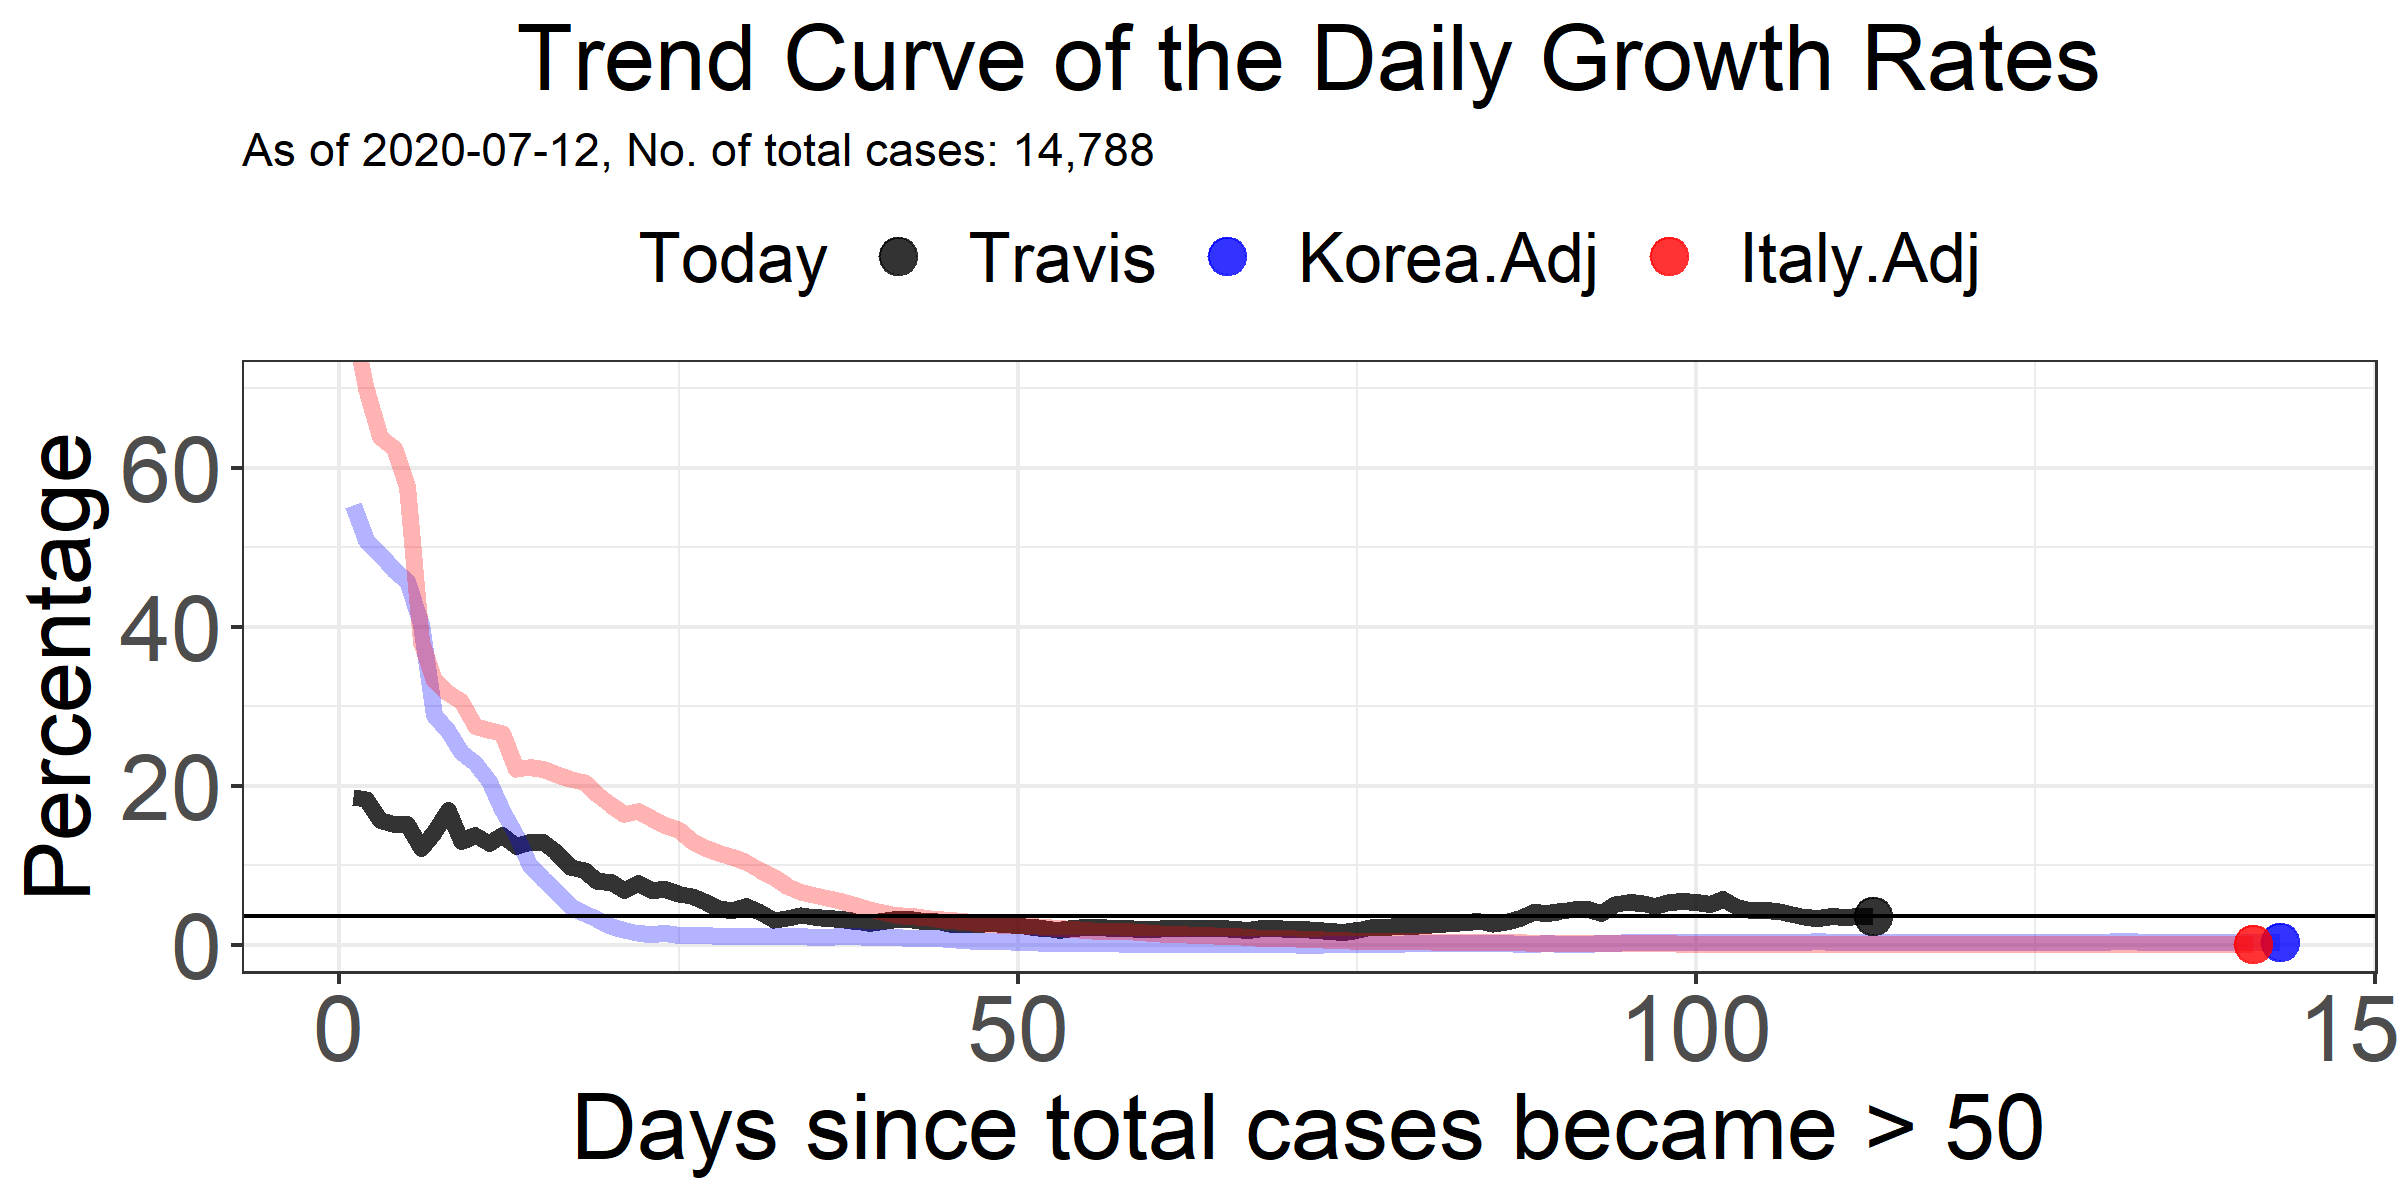 Trend Curve of the Daily Growth Rates
As of 2020-07-12, No. of total cases: 14,788
Today Travis Korea.Adj Italy.Adj
Percentage
60
40
20
0
0 50 100 15
Days since total cases became > 50